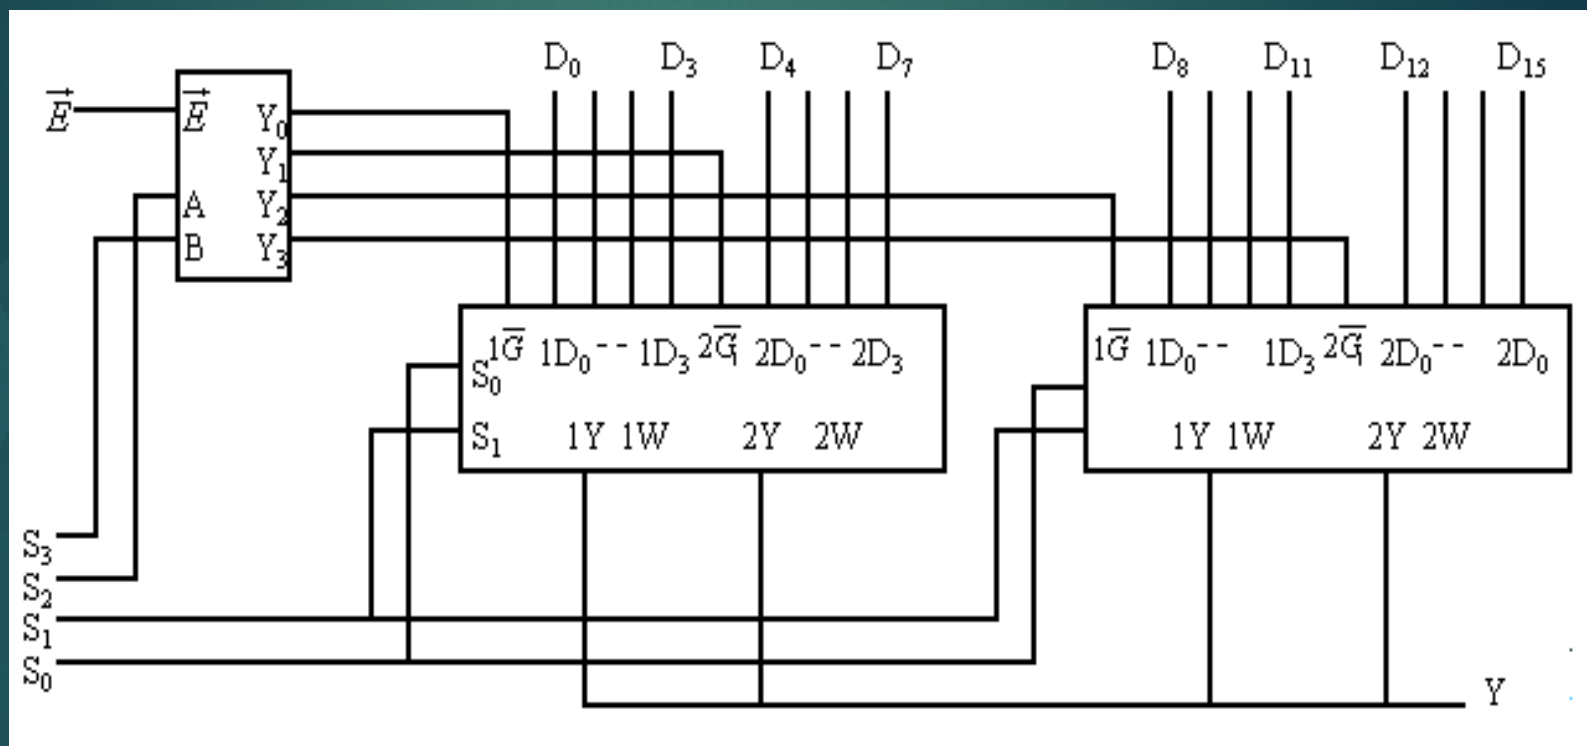 D₀ D₃ D₄ D₇ D₈ D₁₁ D₁₂ D₁₅
E⃗ E⃗ Y₀
Y₁
A Y₂
B Y₃
1G̅ 1D₀-- 1D₃ 2G̅ 2D₀-- 2D₃ 1G̅ 1D₀-- 1D₃ 2G̅ 2D₀-- 2D₀
S₀
S₁ 1Y 1W 2Y 2W 1Y 1W 2Y 2W
S₃
S₂
S₁
S₀
Y